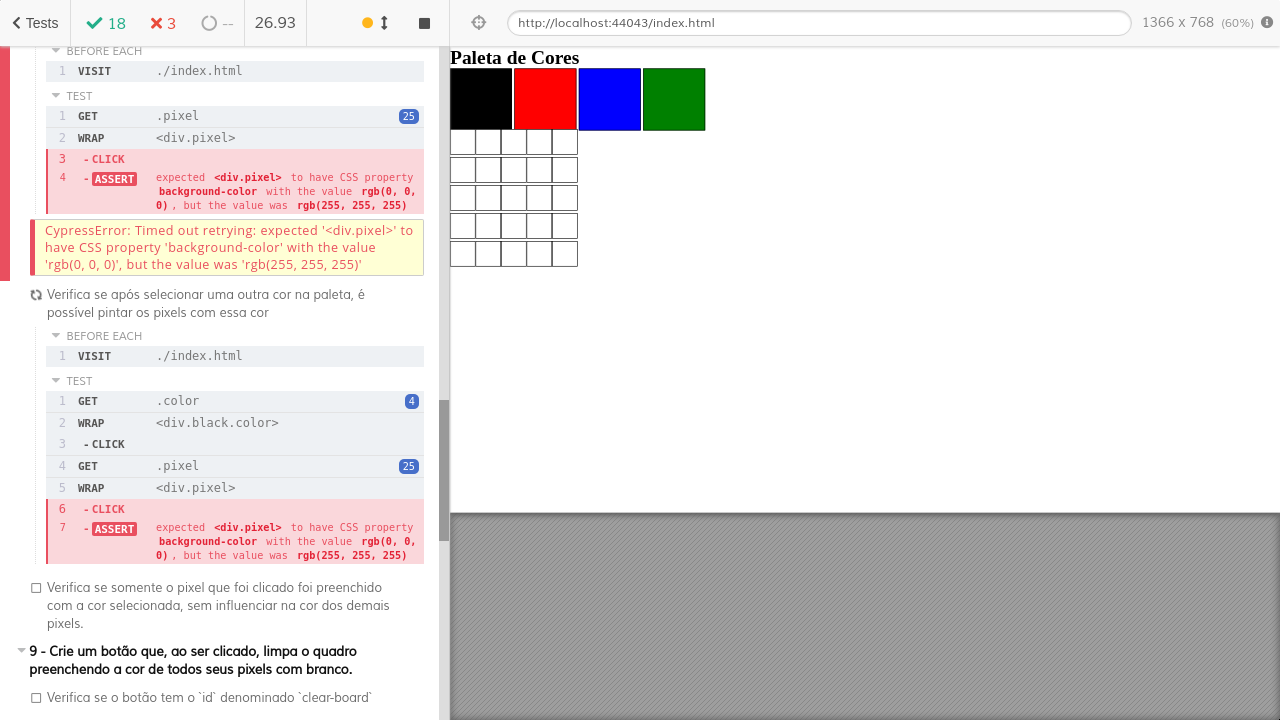 Tests 18 3 -- 26.93 http://localhost:44043/index.html 1366 x 768 (60%)
BEFORE EACH
1 VISIT ./index.html
TEST
1 GET .pixel 25
2 WRAP <div.pixel>
3 - CLICK
4 - ASSERT expected <div.pixel> to have CSS property
background-color with the value rgb(0, 0,
0) , but the value was rgb(255, 255, 255)
CypressError: Timed out retrying: expected '<div.pixel>' to
have CSS property 'background-color' with the value
'rgb(0, 0, 0)', but the value was 'rgb(255, 255, 255)'
Verifica se após selecionar uma outra cor na paleta, é
possível pintar os pixels com essa cor
BEFORE EACH
1 VISIT ./index.html
TEST
1 GET .color 4
2 WRAP <div.black.color>
3 - CLICK
4 GET .pixel 25
5 WRAP <div.pixel>
6 - CLICK
7 - ASSERT expected <div.pixel> to have CSS property
background-color with the value rgb(0, 0,
0) , but the value was rgb(255, 255, 255)
Verifica se somente o pixel que foi clicado foi preenchido
com a cor selecionada, sem influenciar na cor dos demais
pixels.
9 - Crie um botão que, ao ser clicado, limpa o quadro
preenchendo a cor de todos seus pixels com branco.
Verifica se o botão tem o `id` denominado `clear-board`
Paleta de Cores